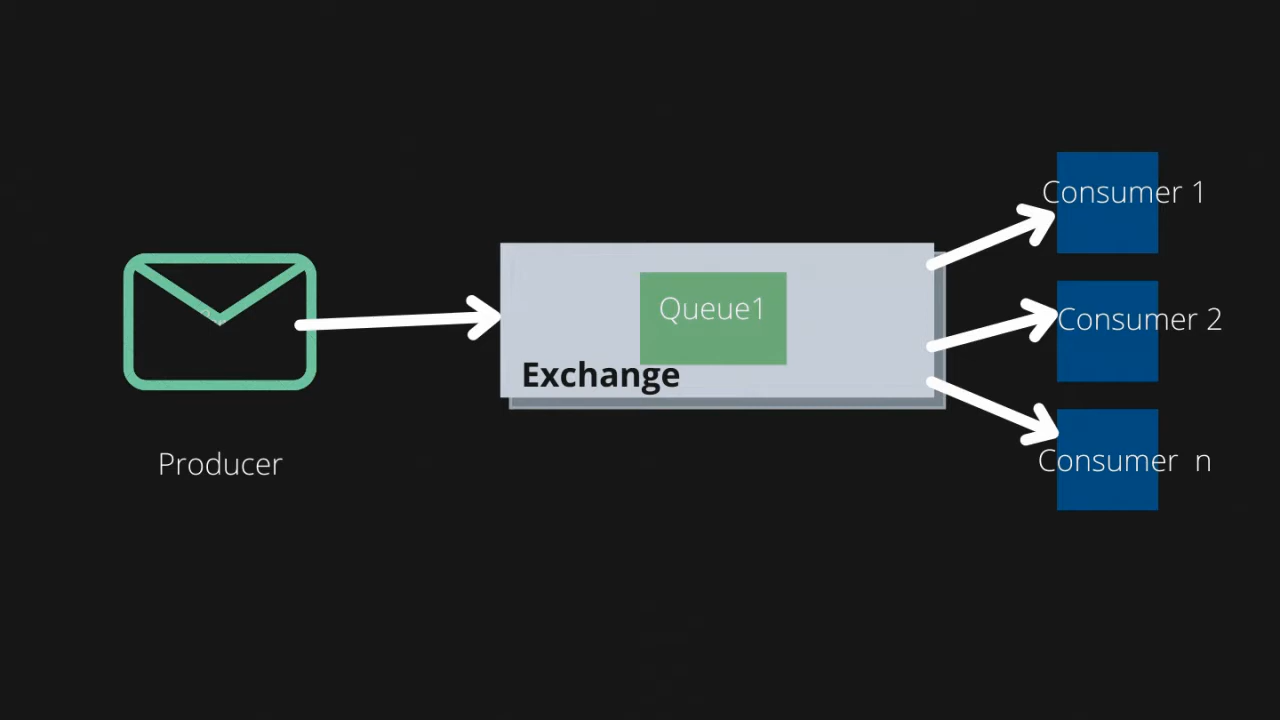 Producer
Queue1
Exchange
Consumer 1
Consumer 2
Consumer n